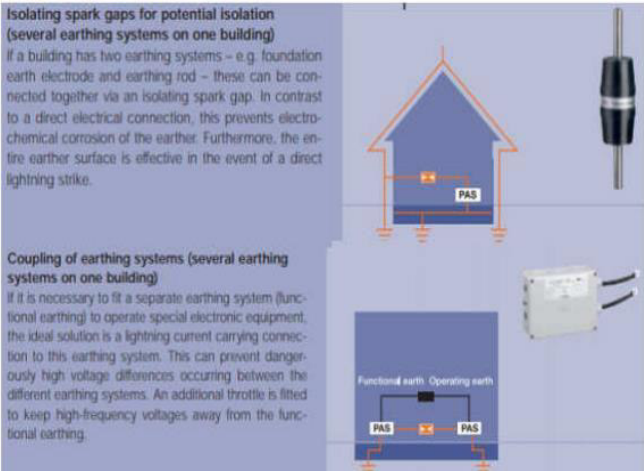 Isolating spark gaps for potential isolation
(several earthing systems on one building)
If a building has two earthing systems – e.g. foundation
earth electrode and earthing rod – these can be con-
nected together via an isolating spark gap. In contrast
to a direct electrical connection, this prevents electro-
chemical corrosion of the earther. Furthermore, the en-
tire earther surface is effective in the event of a direct
lightning strike.
PAS
Coupling of earthing systems (several earthing
systems on one building)
If it is necessary to fit a separate earthing system (func-
tional earthing) to operate special electronic equipment,
the ideal solution is a lightning current carrying connec-
tion to this earthing system. This can prevent danger-
ously high voltage differences occurring between the
different earthing systems. An additional throttle is fitted
to keep high-frequency voltages away from the func-
tional earthing.
Functional earth Operating earth
PAS PAS